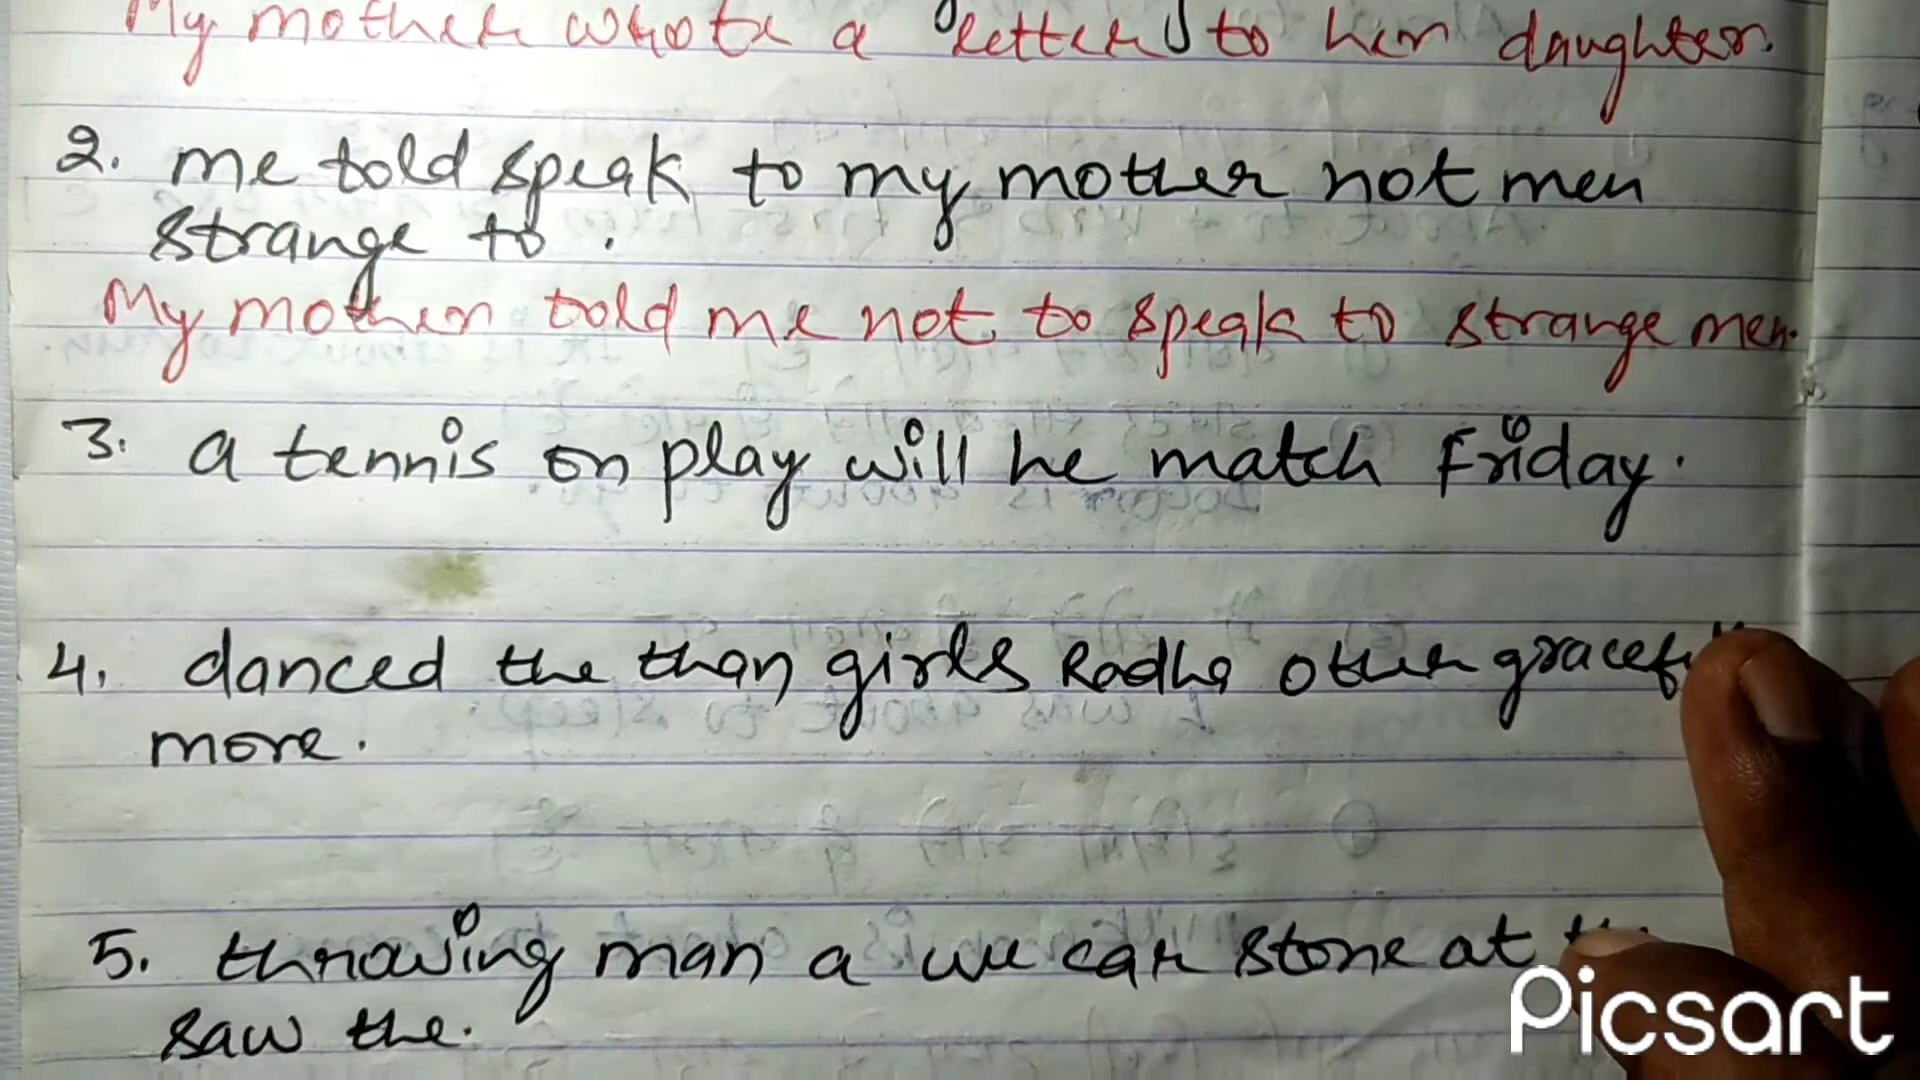 My mother wrote a letter to her daughter.
2. me told speak to my mother not men
strange to.
My mother told me not to speak to strange men.
3. a tennis on play will he match Friday.
4. danced the than girls Radha other
more.
5. throwing man a we car stone at
saw the.
Picsart